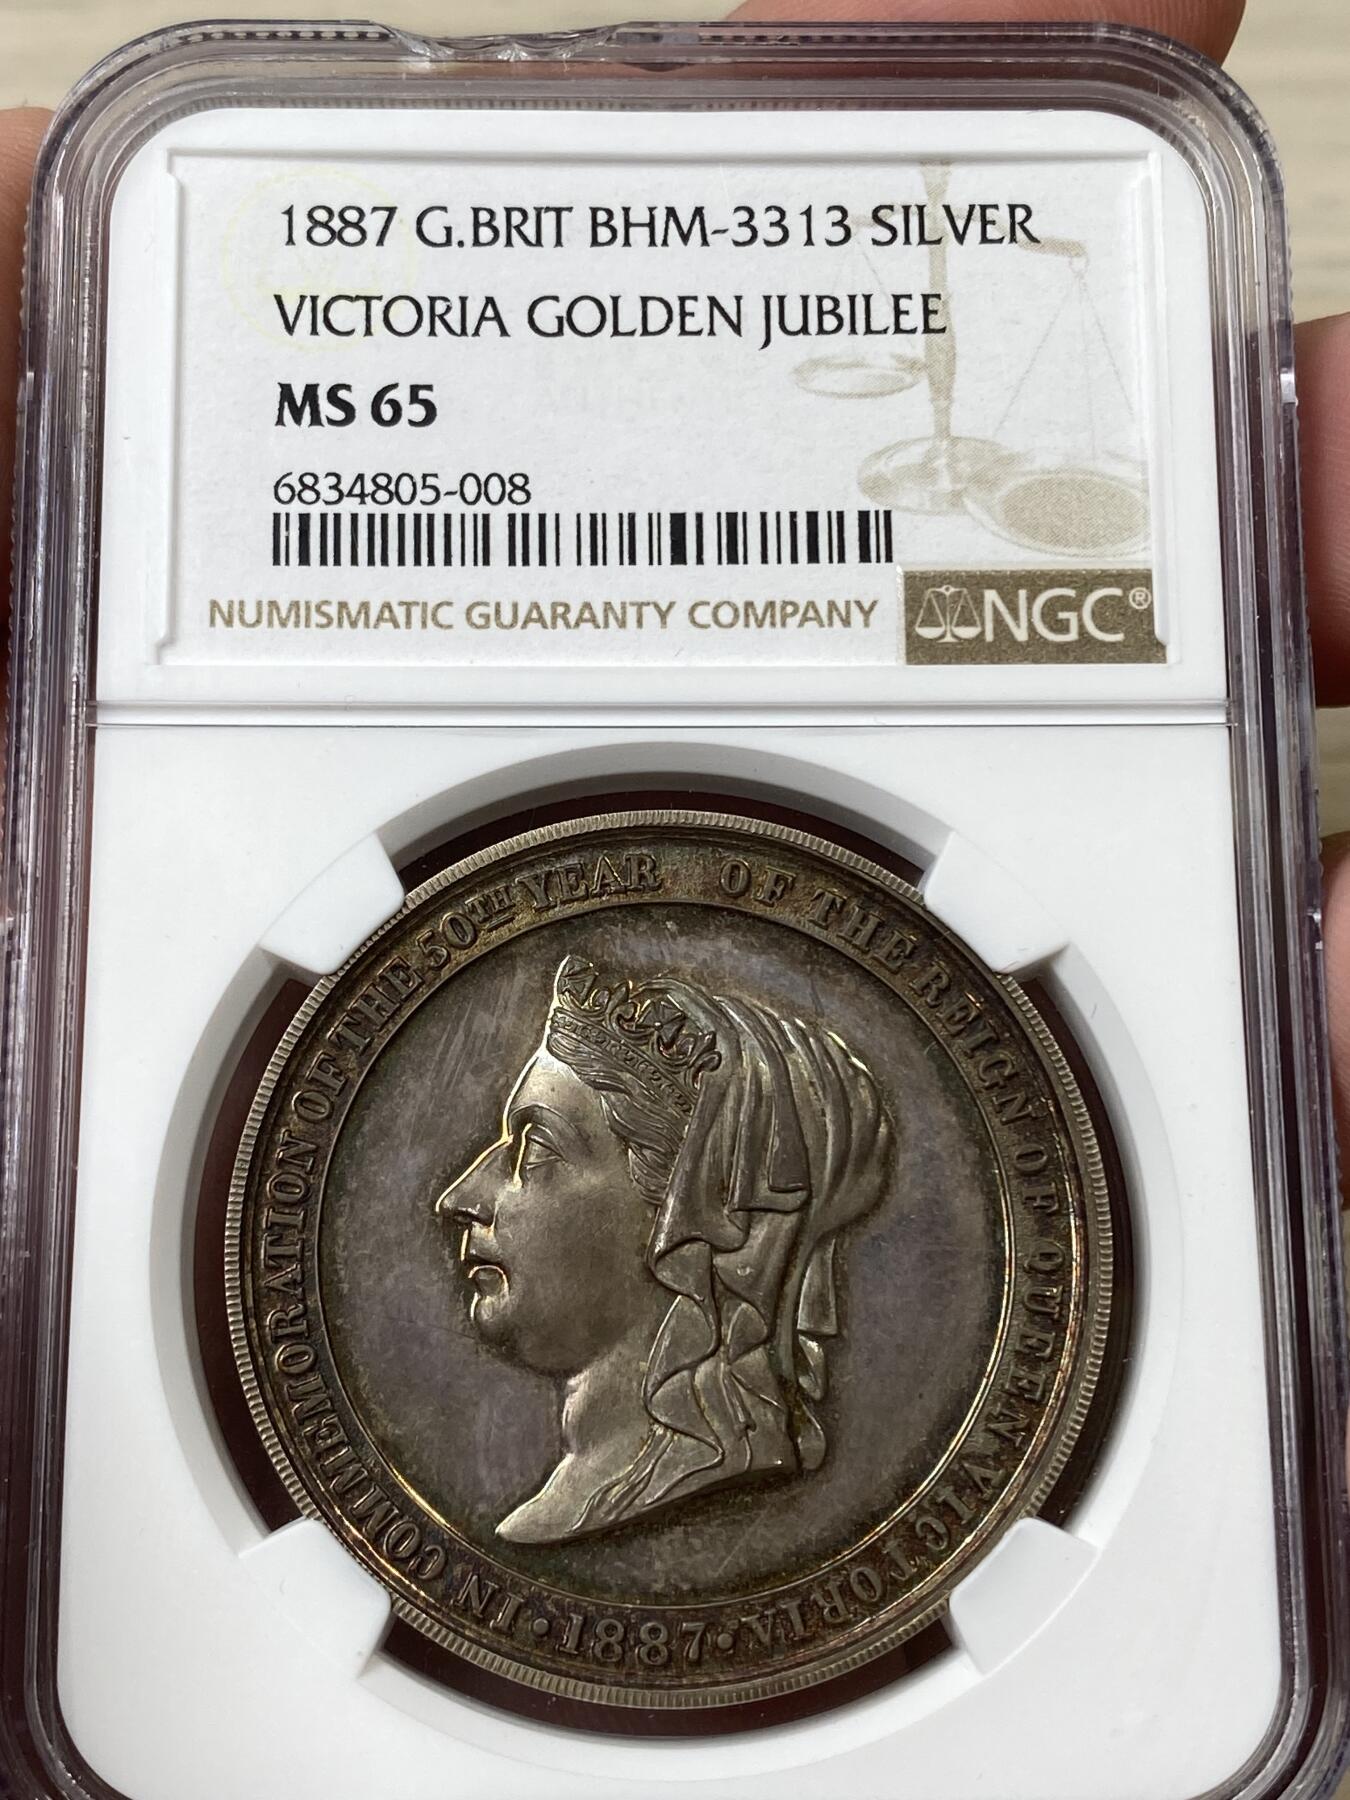 1887 G.BRIT BHM-3313 SILVER
VICTORIA GOLDEN JUBILEE
MS 65
6834805-008
NUMISMATIC GUARANTY COMPANY
NGC®
IN COMMEMORATION OF THE 50TH YEAR OF THE REIGN OF QUEEN VICTORIA
•1887•